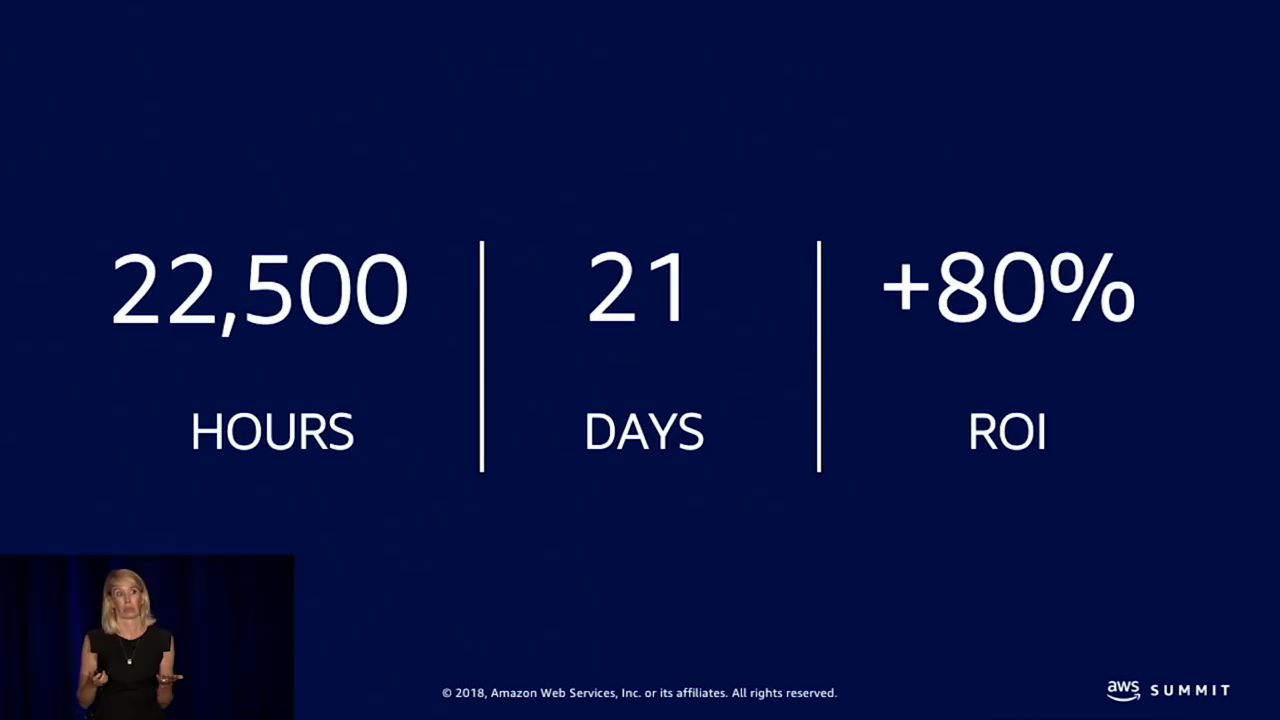 22,500
HOURS
21
DAYS
+80%
ROI
© 2018, Amazon Web Services, Inc. or its affiliates. All rights reserved.
aws SUMMIT